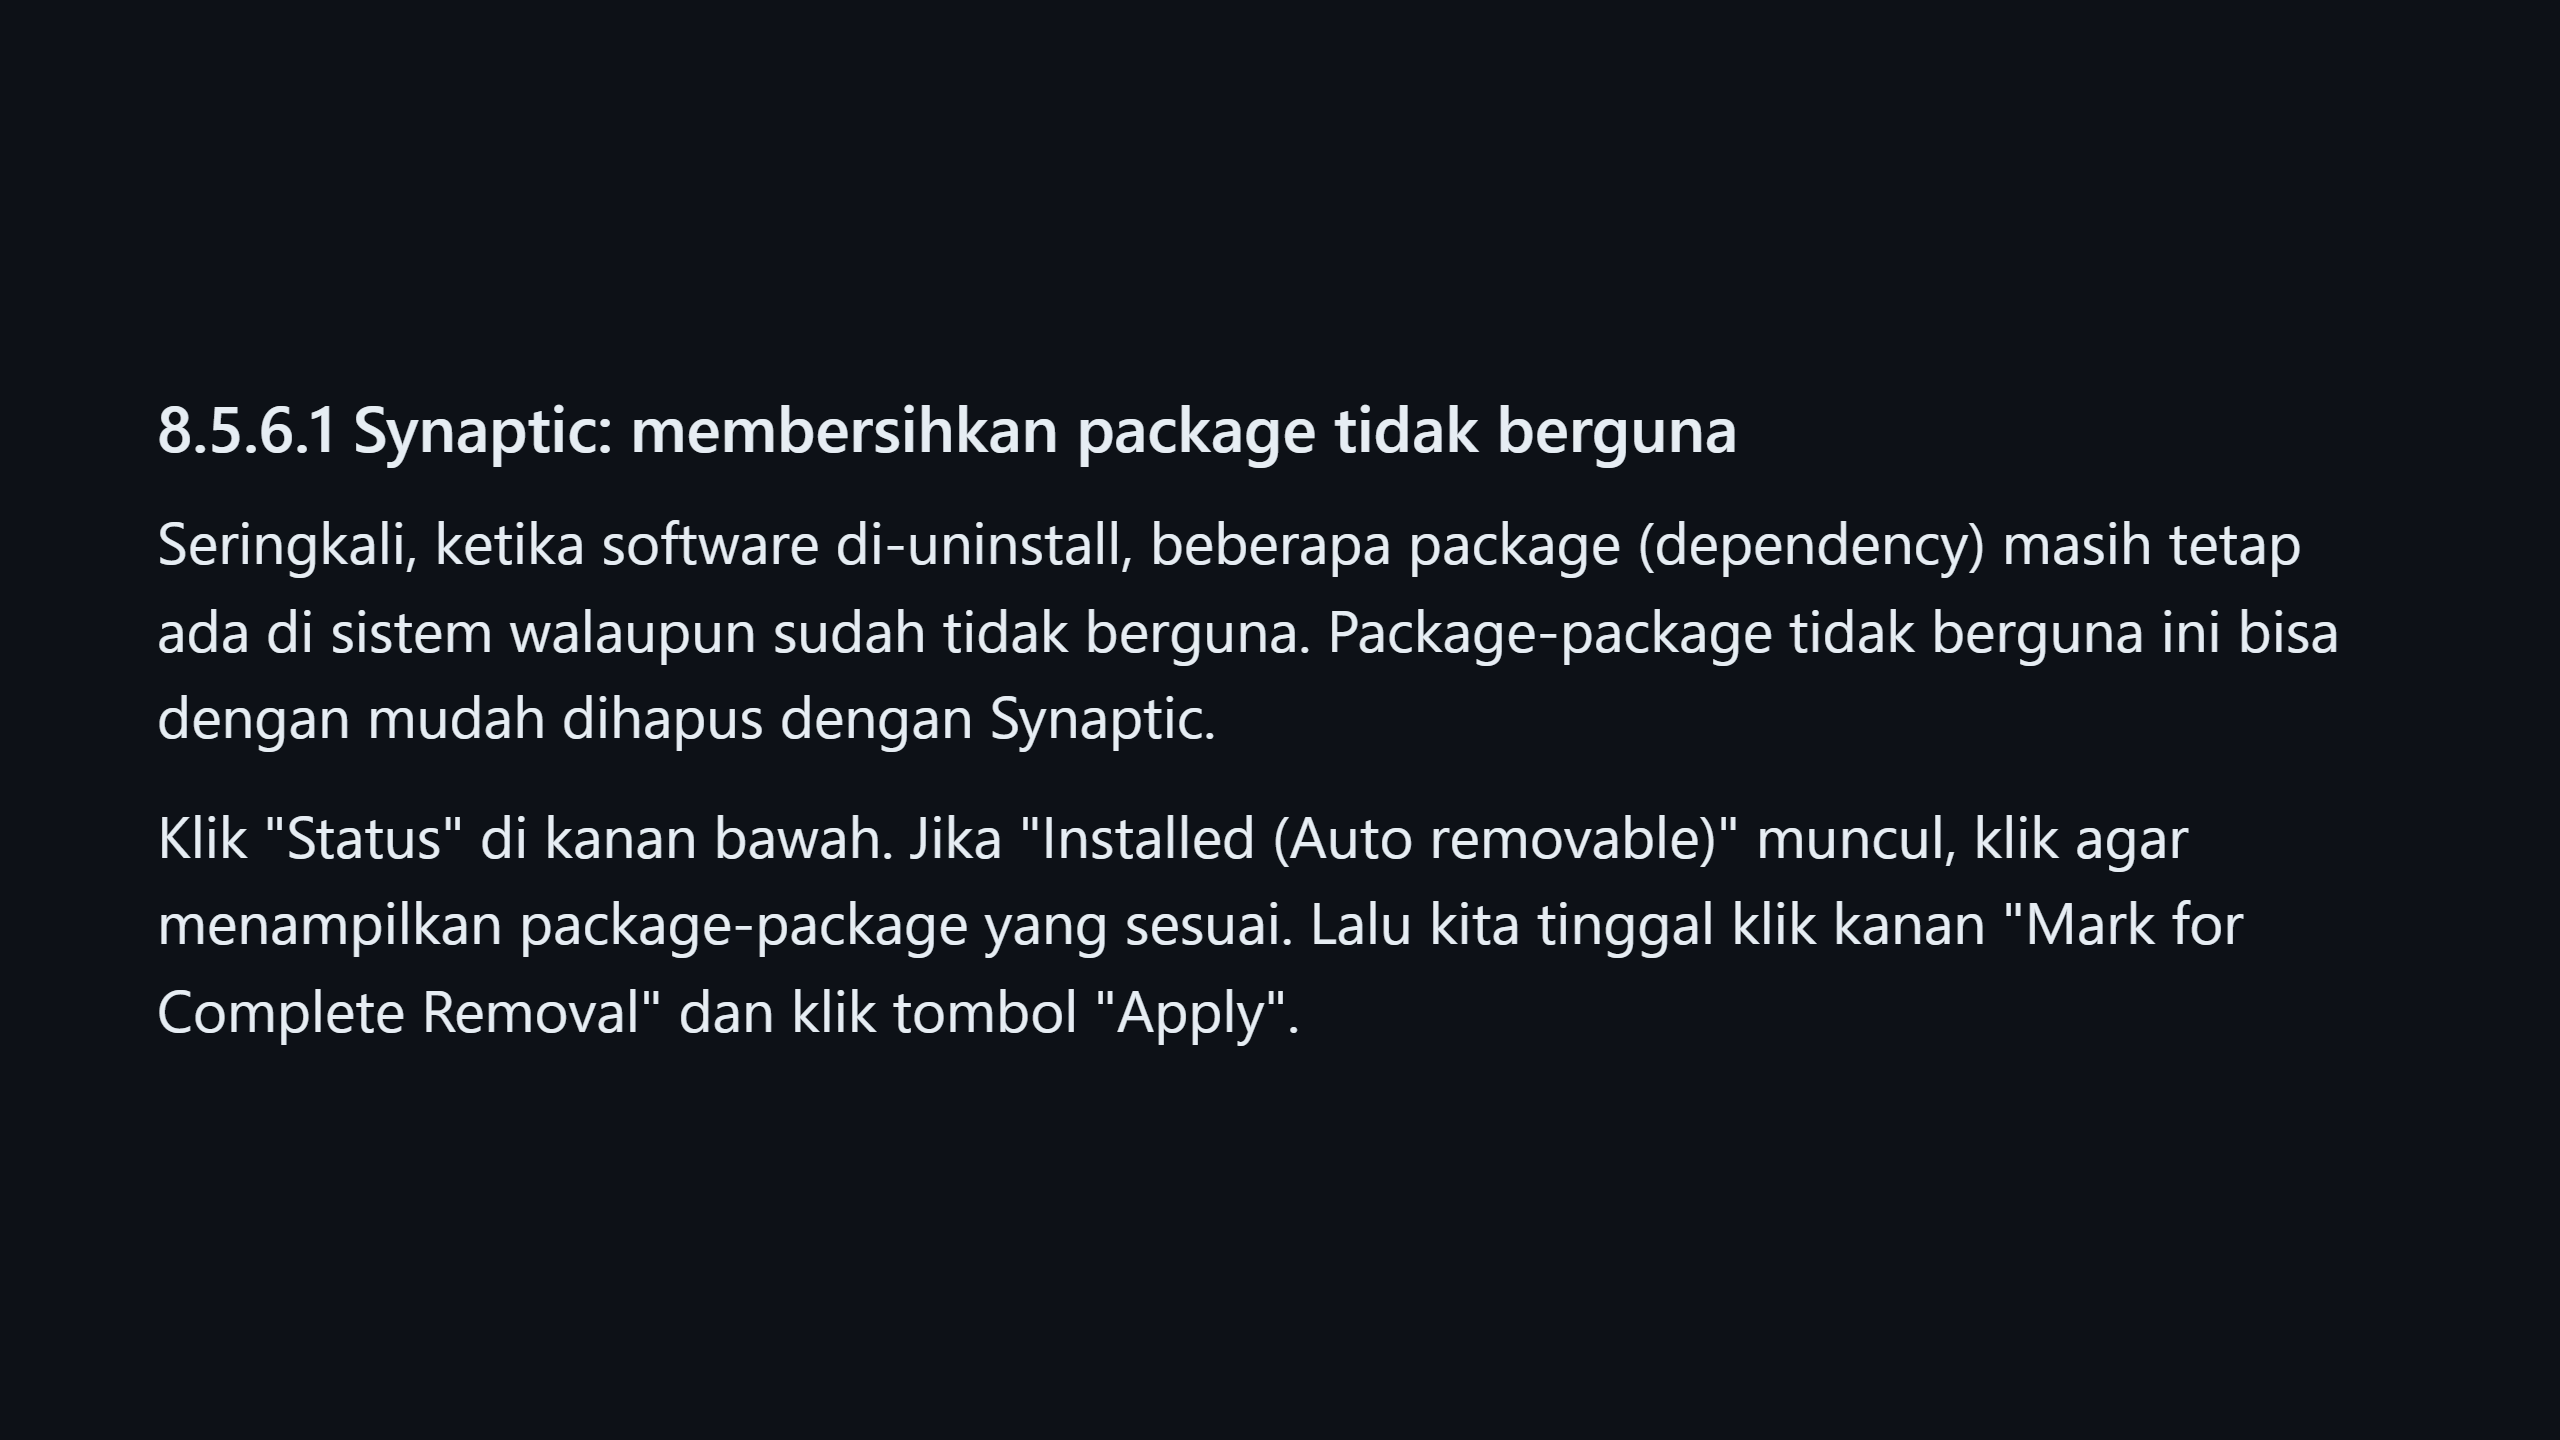 8.5.6.1 Synaptic: membersihkan package tidak berguna
Seringkali, ketika software di-uninstall, beberapa package (dependency) masih tetap
ada di sistem walaupun sudah tidak berguna. Package-package tidak berguna ini bisa
dengan mudah dihapus dengan Synaptic.
Klik "Status" di kanan bawah. Jika "Installed (Auto removable)" muncul, klik agar
menampilkan package-package yang sesuai. Lalu kita tinggal klik kanan "Mark for
Complete Removal" dan klik tombol "Apply".